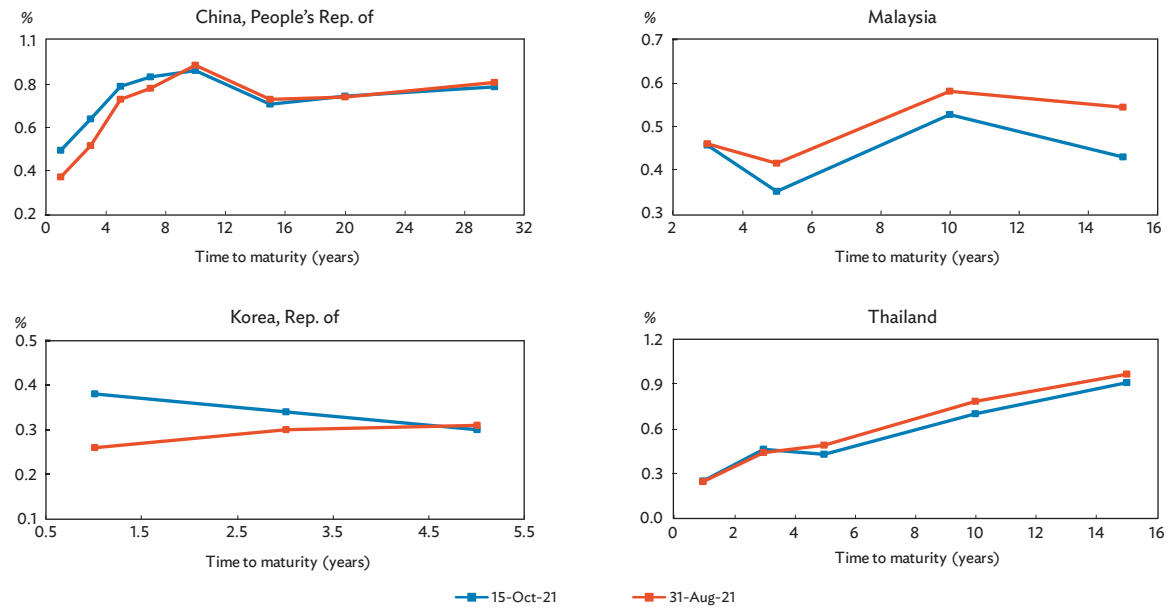 China, People's Rep. of
%
1.1
0.8
0.6
0.4
0.2
0 4 8 12 16 20 24 28 32
Time to maturity (years)
Malaysia
%
0.7
0.6
0.5
0.4
0.3
2 4 6 8 10 12 14 16
Time to maturity (years)
Korea, Rep. of
%
0.5
0.4
0.3
0.2
0.1
0.5 1.5 2.5 3.5 4.5 5.5
Time to maturity (years)
Thailand
%
1.2
0.9
0.6
0.3
0.0
0 2 4 6 8 10 12 14 16
Time to maturity (years)
15-Oct-21 31-Aug-21